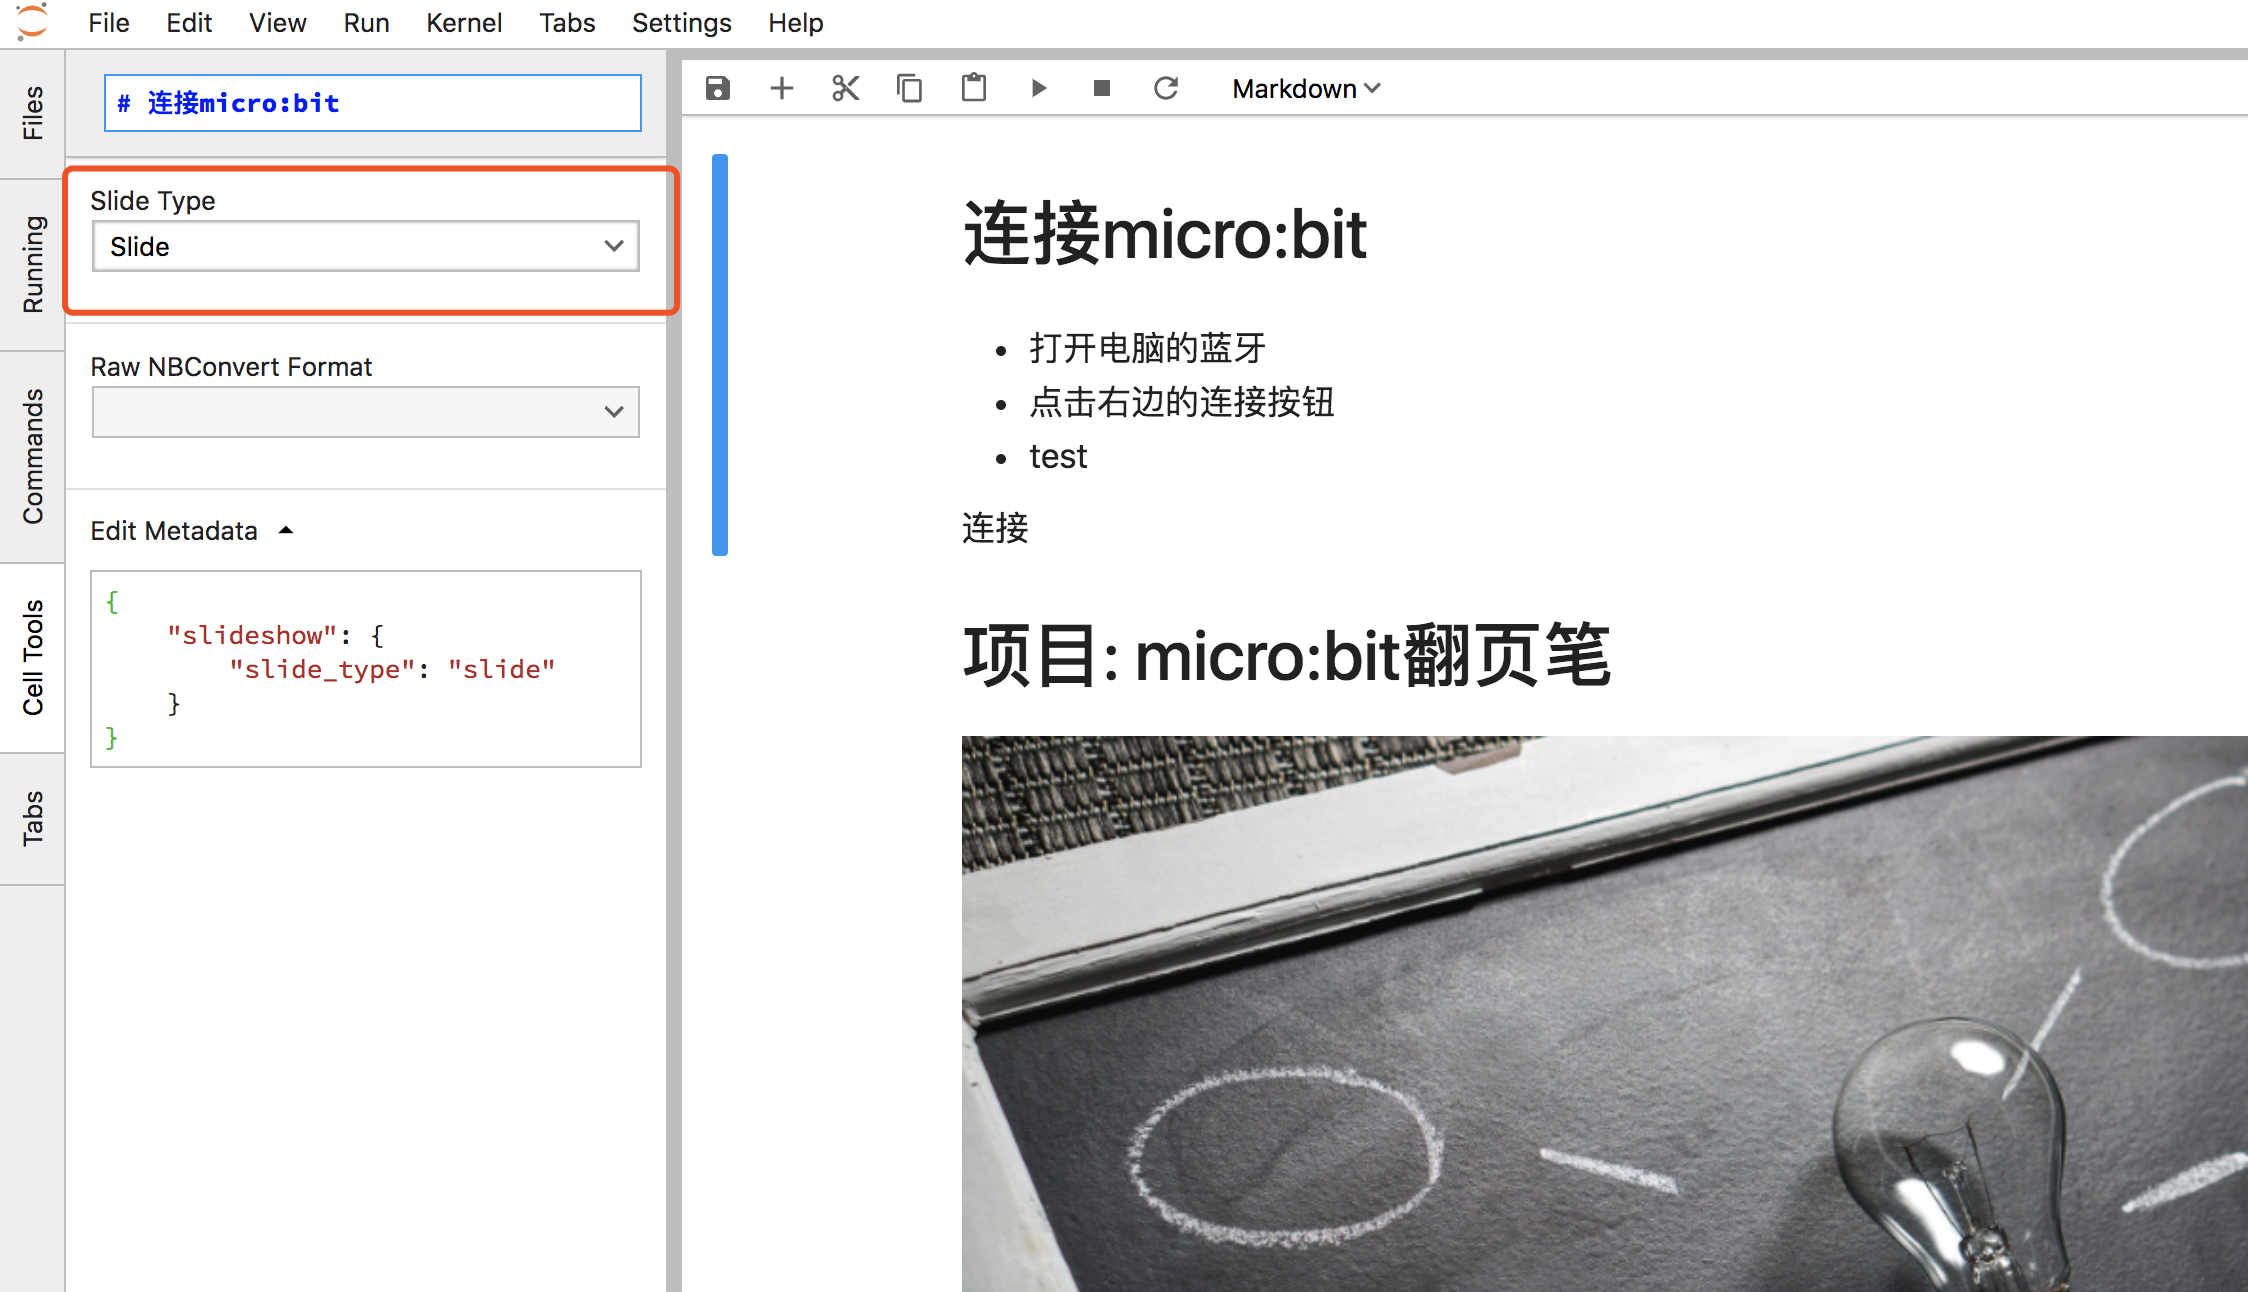 File Edit View Run Kernel Tabs Settings Help
Files
Running
Commands
Cell Tools
Tabs
# 连接micro:bit
Slide Type
Slide
Raw NBConvert Format
Edit Metadata
{
    "slideshow": {
        "slide_type": "slide"
    }
}
Markdown
连接micro:bit
• 打开电脑的蓝牙
• 点击右边的连接按钮
• test
连接
项目: micro:bit翻页笔